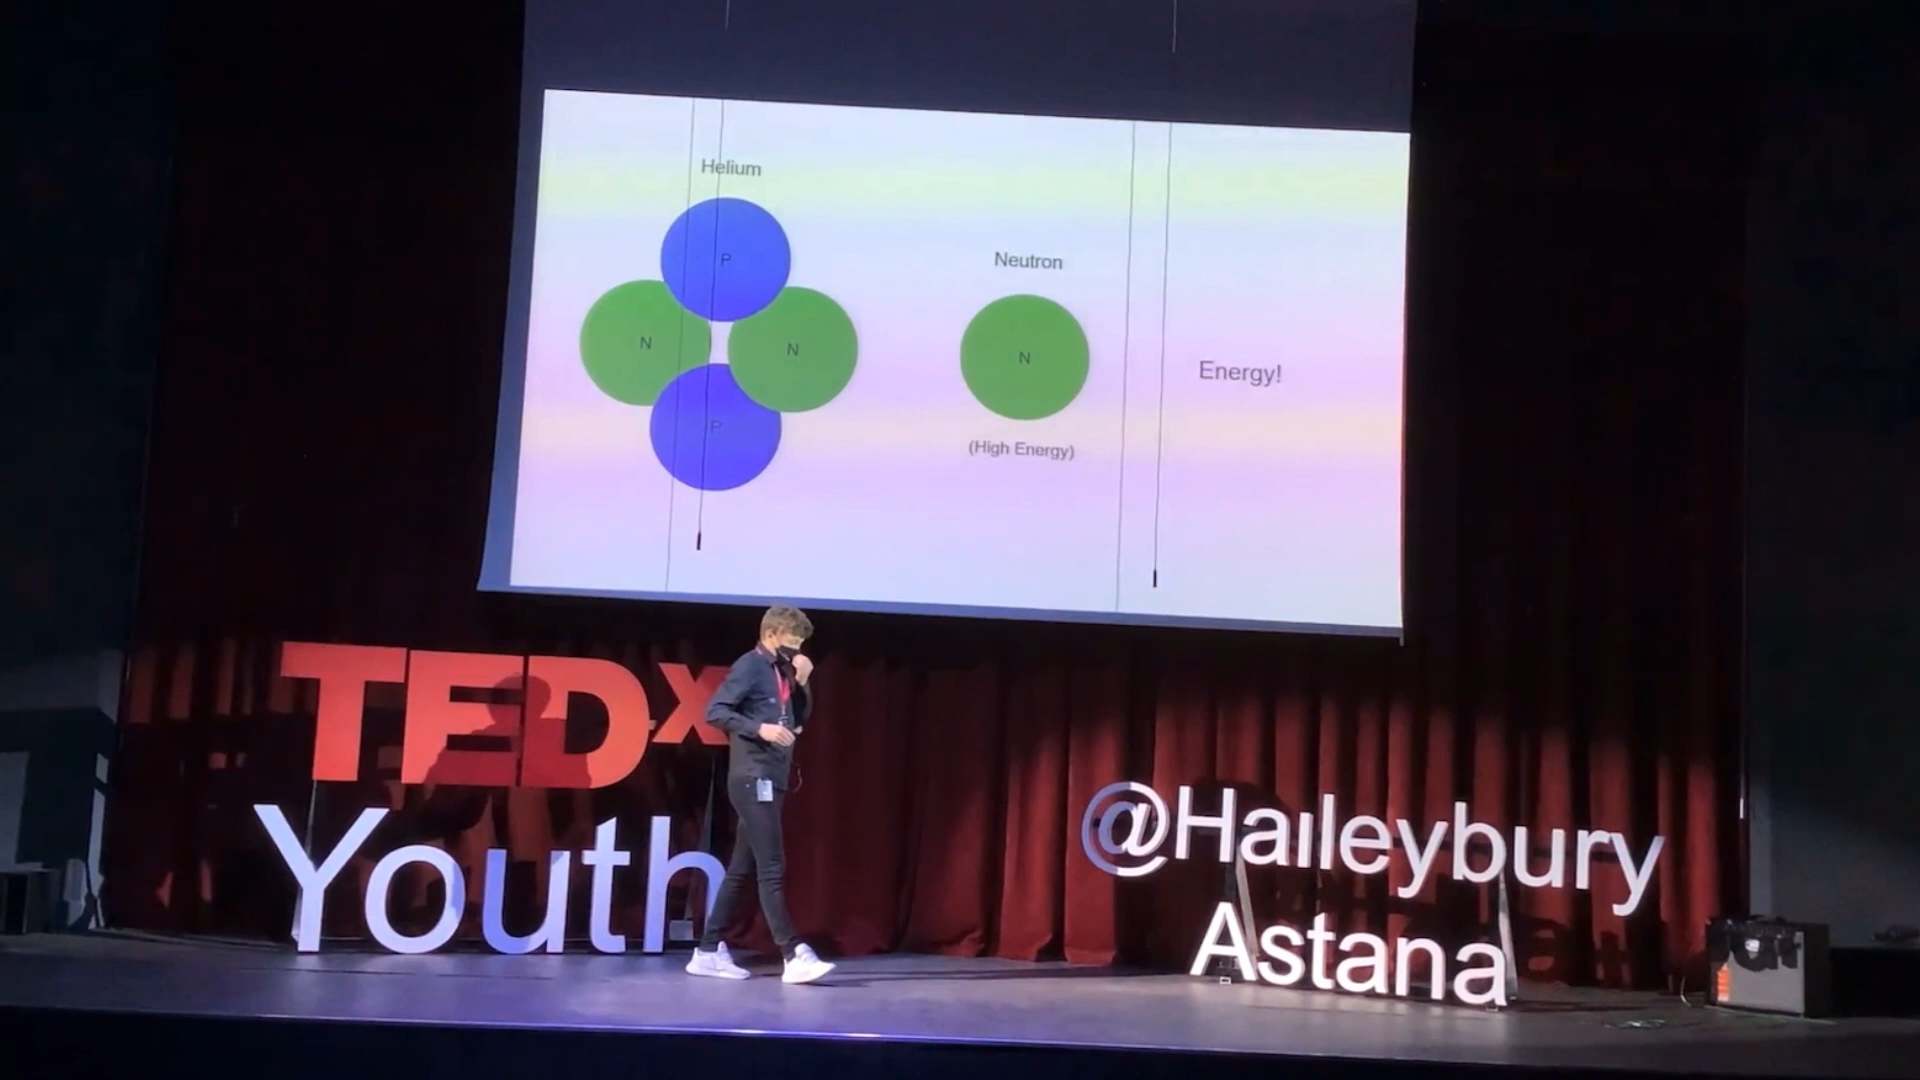 Helium
P
N
N
P
Neutron
N
(High Energy)
Energy!
TEDx
Youth
@Haileybury
Astana